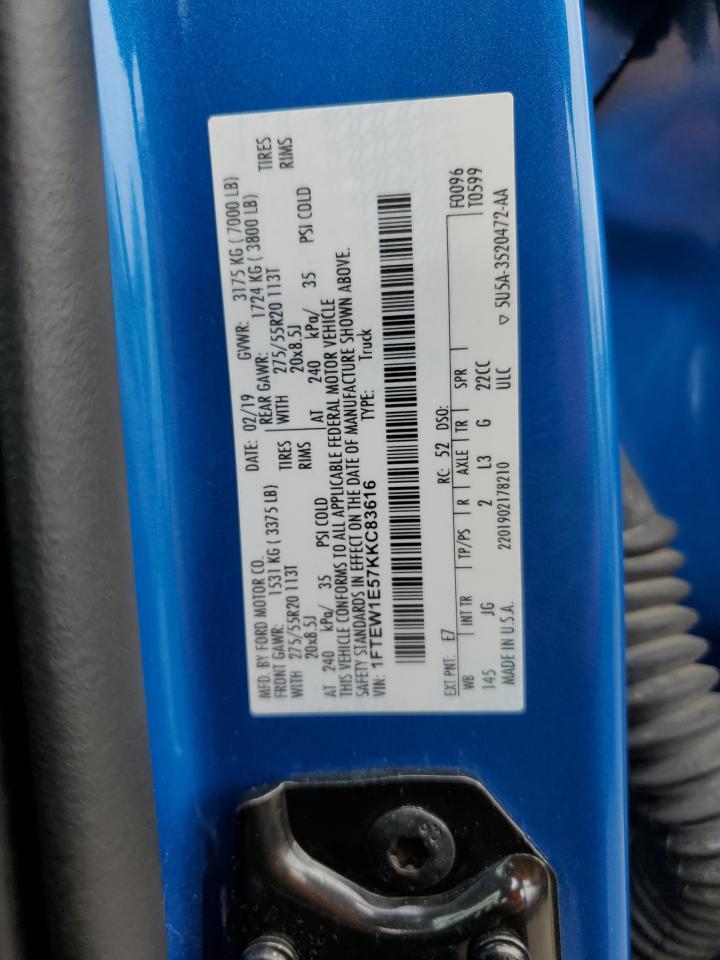 MFD. BY FORD MOTOR CO. DATE: 02/19 GVWR: 3175 KG ( 7000 LB)
FRONT GAWR: 1531 KG ( 3375 LB) REAR GAWR: 1724 KG ( 3800 LB)
WITH 275/55R20 113T TIRES WITH 275/55R20 113T TIRES
20x8.5J RIMS 20x8.5J RIMS
AT 240 kPa/ 35 PSI COLD AT 240 kPa/ 35 PSI COLD
THIS VEHICLE CONFORMS TO ALL APPLICABLE FEDERAL MOTOR VEHICLE
SAFETY STANDARDS IN EFFECT ON THE DATE OF MANUFACTURE SHOWN ABOVE.
VIN: 1FTEW1E57KKC83616 TYPE: Truck
EXT PNT: E7 RC: 52 DSO: F0096
WB INT TR TP/PS R AXLE TR SPR T0599
145 JG 2 L3 G 22CC
MADE IN U.S.A. 2201902178210 ULC ▽ 5U5A-3520472-AA